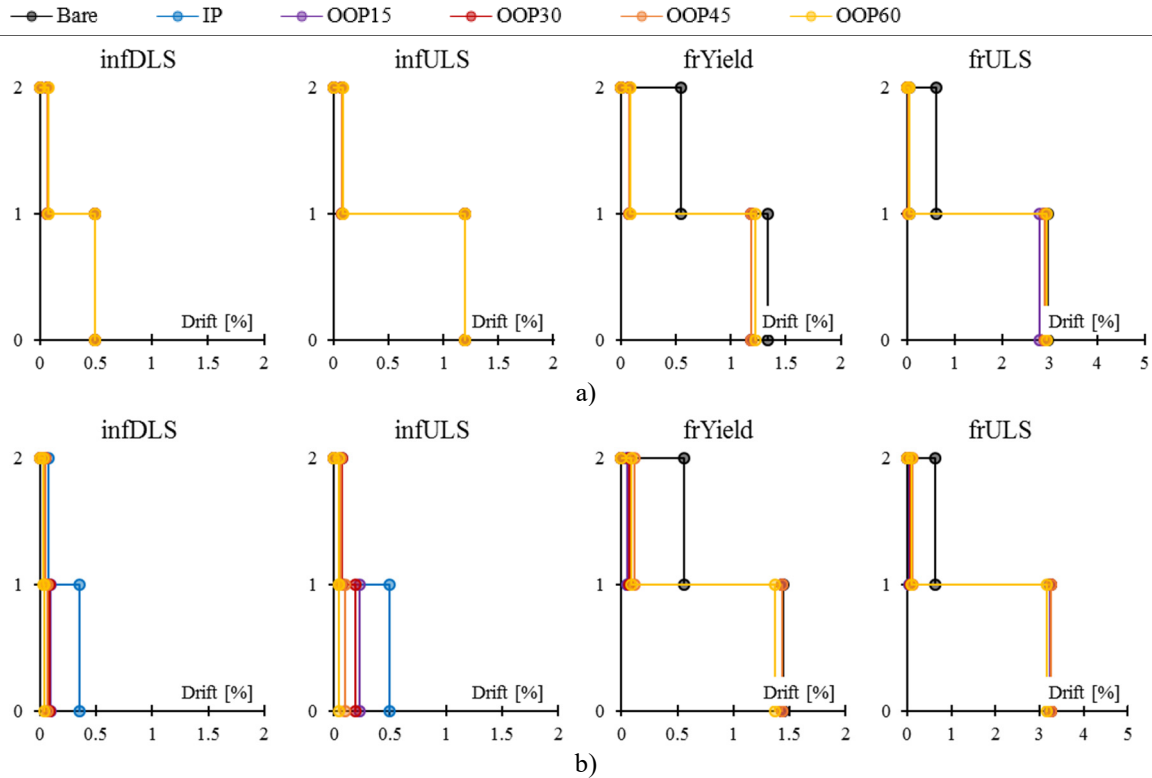 Bare IP OOP15 OOP30 OOP45 OOP60
infDLS infULS frYield frULS
2 2 2 2
1 1 1 1
Drift [%] Drift [%] Drift [%] Drift [%]
0 0 0 0
0 0.5 1 1.5 2 0 0.5 1 1.5 2 0 0.5 1 1.5 2 0 1 2 3 4 5
a)
infDLS infULS frYield frULS
2 2 2 2
1 1 1 1
Drift [%] Drift [%] Drift [%] Drift [%]
0 0 0 0
0 0.5 1 1.5 2 0 0.5 1 1.5 2 0 0.5 1 1.5 2 0 1 2 3 4 5
b)